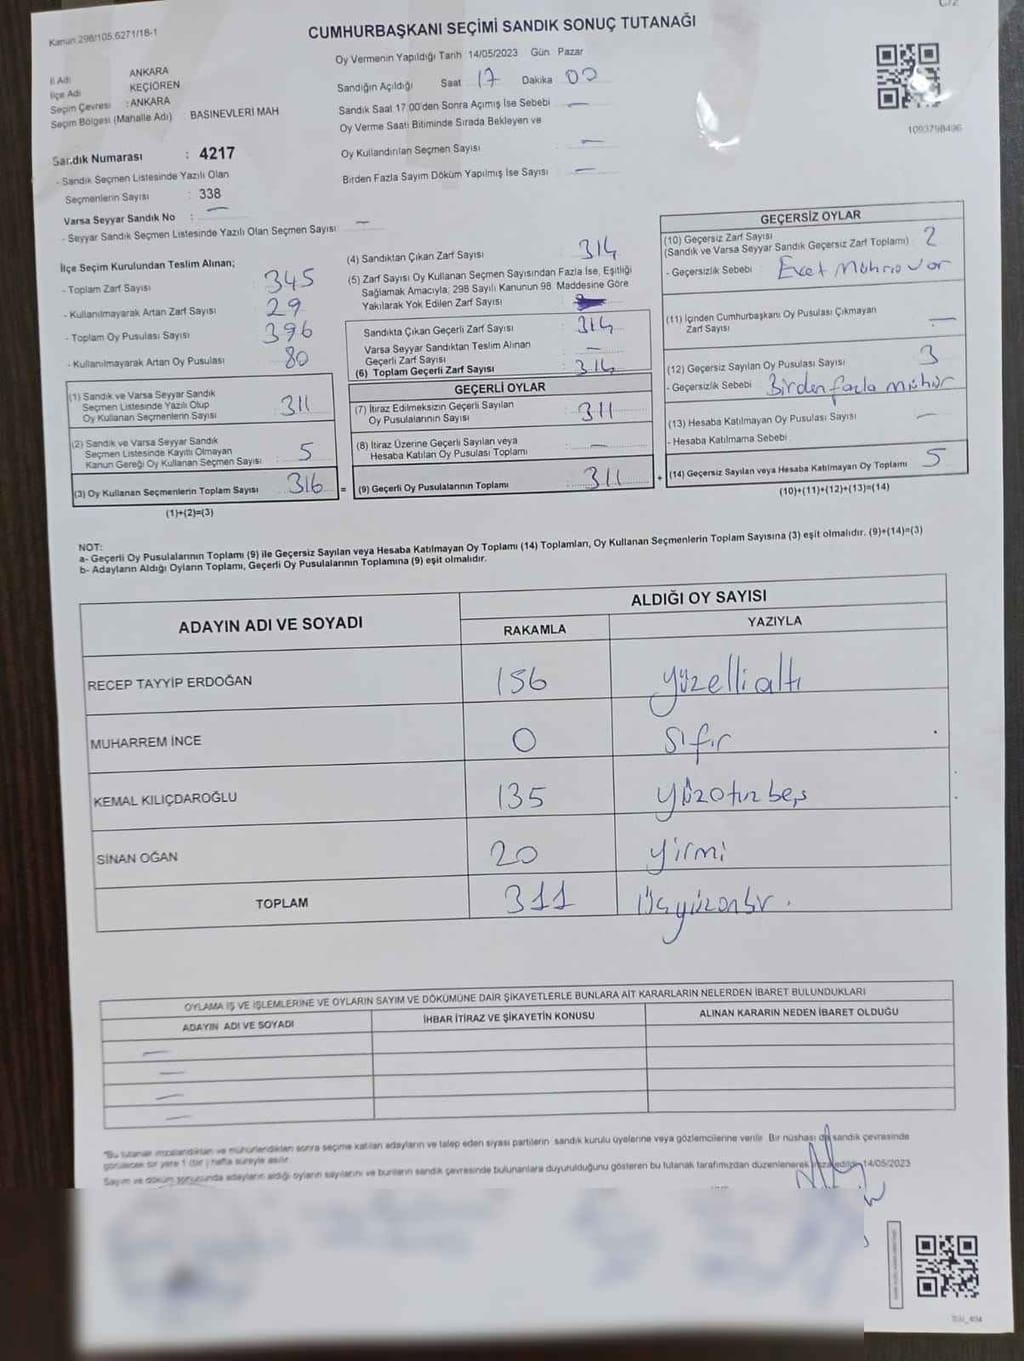 Kanun 298/105.6271/18-1
CUMHURBAŞKANI SEÇİMİ SANDIK SONUÇ TUTANAĞI
Oy Vermenin Yapıldığı Tarih 14/05/2023 Gün Pazar
İl Adı ANKARA
İlçe Adı KEÇİÖREN
Seçim Çevresi : ANKARA
Seçim Bölgesi (Mahalle Adı) BASINEVLERİ MAH
Sandığın Açıldığı Saat 17 Dakika 00
Sandık Saat 17.00'den Sonra Açımış İse Sebebi —
Oy Verme Saati Bitiminde Sırada Bekleyen ve
Oy Kullandırılan Seçmen Sayısı —
Birden Fazla Sayım Döküm Yapılmış İse Sayısı —
1093798496
Sandık Numarası : 4217
- Sandık Seçmen Listesinde Yazılı Olan
Seçmenlerin Sayısı : 338
Varsa Seyyar Sandık No : —
- Seyyar Sandık Seçmen Listesinde Yazılı Olan Seçmen Sayısı —
İlçe Seçim Kurulundan Teslim Alınan;
- Toplam Zarf Sayısı 345
- Kullanılmayarak Artan Zarf Sayısı 29
- Toplam Oy Pusulası Sayısı 396
- Kullanılmayarak Artan Oy Pusulası 80
(1) Sandık ve Varsa Seyyar Sandık
Seçmen Listesinde Yazılı Olup
Oy Kullanan Seçmenlerin Sayısı 311
(2) Sandık ve Varsa Seyyar Sandık
Seçmen Listesinde Kayıtlı Olmayan
Kanun Gereği Oy Kullanan Seçmen Sayısı 5
(3) Oy Kullanan Seçmenlerin Toplam Sayısı 316 =
(1)+(2)=(3)
(4) Sandıktan Çıkan Zarf Sayısı 314
(5) Zarf Sayısı Oy Kullanan Seçmen Sayısından Fazla İse, Eşitliği
Sağlamak Amacıyla, 298 Sayılı Kanunun 98. Maddesine Göre
Yakılarak Yok Edilen Zarf Sayısı
Sandıkta Çıkan Geçerli Zarf Sayısı 314
Varsa Seyyar Sandıktan Teslim Alınan
Geçerli Zarf Sayısı —
(6) Toplam Geçerli Zarf Sayısı 314
GEÇERLİ OYLAR
(7) İtiraz Edilmeksizin Geçerli Sayılan
Oy Pusulalarının Sayısı 311
(8) İtiraz Üzerine Geçerli Sayılan veya
Hesaba Katılan Oy Pusulası Toplamı —
(9) Geçerli Oy Pusulalarının Toplamı 311 +
GEÇERSİZ OYLAR
(10) Geçersiz Zarf Sayısı 2
(Sandık ve Varsa Seyyar Sandık Geçersiz Zarf Toplamı)
- Geçersizlik Sebebi Evet Mührü Var
(11) İçinden Cumhurbaşkanı Oy Pusulası Çıkmayan
Zarf Sayısı —
(12) Geçersiz Sayılan Oy Pusulası Sayısı 3
- Geçersizlik Sebebi Birden fazla mühür
(13) Hesaba Katılmayan Oy Pusulası Sayısı —
- Hesaba Katılmama Sebebi
(14) Geçersiz Sayılan veya Hesaba Katılmayan Oy Toplamı 5
(10)+(11)+(12)+(13)=(14)
NOT:
a- Geçerli Oy Pusulalarının Toplamı (9) ile Geçersiz Sayılan veya Hesaba Katılmayan Oy Toplamı (14) Toplamları, Oy Kullanan Seçmenlerin Toplam Sayısına (3) eşit olmalıdır. (9)+(14)=(3)
b- Adayların Aldığı Oyların Toplamı, Geçerli Oy Pusulalarının Toplamına (9) eşit olmalıdır.
ADAYIN ADI VE SOYADI
ALDIĞI OY SAYISI
RAKAMLA YAZIYLA
RECEP TAYYİP ERDOĞAN 156 yüzellialtı
MUHARREM İNCE 0 sıfır
KEMAL KILIÇDAROĞLU 135 yüzotuzbeş
SİNAN OĞAN 20 yirmi
TOPLAM 311 Üçyüzonbir.
OYLAMA İŞ VE İŞLEMLERİNE VE OYLARIN SAYIM VE DÖKÜMÜNE DAİR ŞİKAYETLERLE BUNLARA AİT KARARLARIN NELERDEN İBARET BULUNDUKLARI
ADAYIN ADI VE SOYADI İHBAR İTİRAZ VE ŞİKAYETİN KONUSU ALINAN KARARIN NEDEN İBARET OLDUĞU
—
—
—
—
"Bu tutanak imzalandıktan ve mühürlendikten sonra seçime katılan adayların ve talep eden siyasi partilerin sandık kurulu üyelerine veya gözlemcilerine verilir. Bir nüshası da sandık çevresinde
görülecek bir yere 1 (bir) hafta süreyle asılır.
Sayım ve döküm sonucunda adayların aldığı oyların sayılarını ve bunların sandık çevresinde bulunanlara duyurulduğunu gösteren bu tutanak tarafımızdan düzenlenerek imza edildi. 14/05/2023